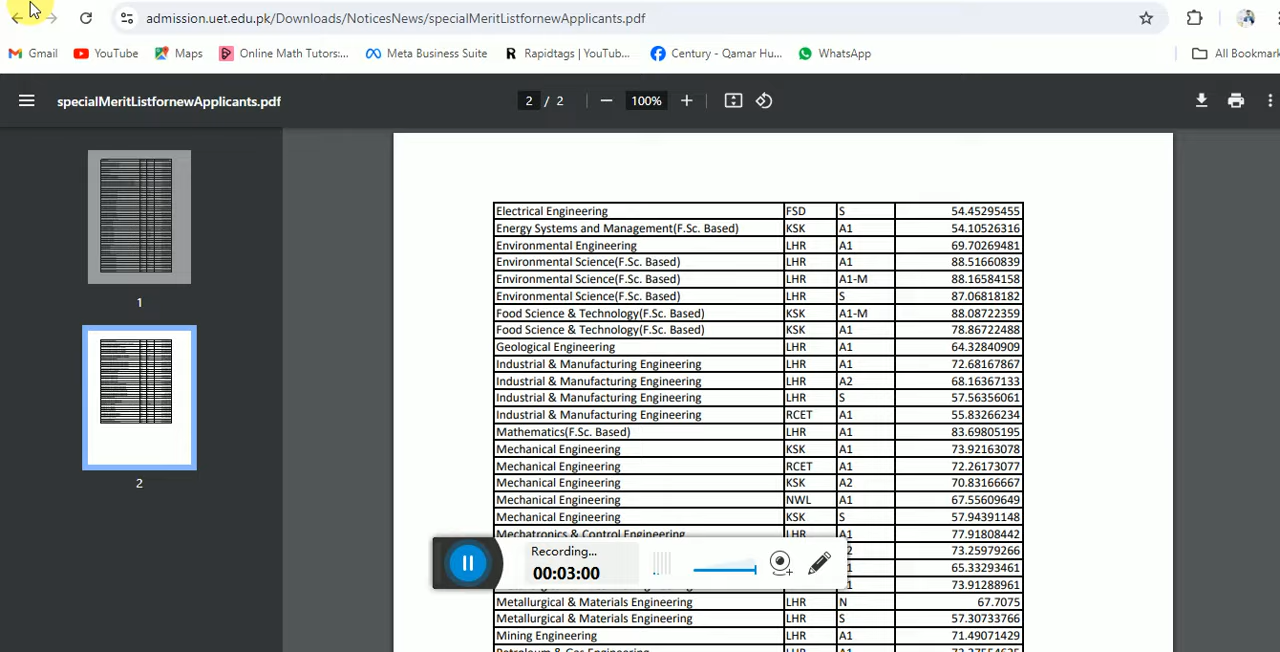 admission.uet.edu.pk/Downloads/NoticesNews/specialMeritListfornewApplicants.pdf
Gmail YouTube Maps Online Math Tutors:... Meta Business Suite Rapidtags | YouTub... Century - Qamar Hu... WhatsApp All Bookmark
specialMeritListfornewApplicants.pdf 2 / 2 100%
1
2
Electrical Engineering FSD S 54.45295455
Energy Systems and Management(F.Sc. Based) KSK A1 54.10526316
Environmental Engineering LHR A1 69.70269481
Environmental Science(F.Sc. Based) LHR A1 88.51660839
Environmental Science(F.Sc. Based) LHR A1-M 88.16584158
Environmental Science(F.Sc. Based) LHR S 87.06818182
Food Science & Technology(F.Sc. Based) KSK A1-M 88.08722359
Food Science & Technology(F.Sc. Based) KSK A1 78.86722488
Geological Engineering LHR A1 64.32840909
Industrial & Manufacturing Engineering LHR A1 72.68167867
Industrial & Manufacturing Engineering LHR A2 68.16367133
Industrial & Manufacturing Engineering LHR S 57.56356061
Industrial & Manufacturing Engineering RCET A1 55.83266234
Mathematics(F.Sc. Based) LHR A1 83.69805195
Mechanical Engineering KSK A1 73.92163078
Mechanical Engineering RCET A1 72.26173077
Mechanical Engineering KSK A2 70.83166667
Mechanical Engineering NWL A1 67.55609649
Mechanical Engineering KSK S 57.94391148
Mechatronics & Control Engineering LHR A1 77.91808442
2 73.25979266
1 65.33293461
1 73.91288961
Metallurgical & Materials Engineering LHR N 67.7075
Metallurgical & Materials Engineering LHR S 57.30733766
Mining Engineering LHR A1 71.49071429
Petroleum & Gas Engineering LHR A1
Recording...
00:03:00